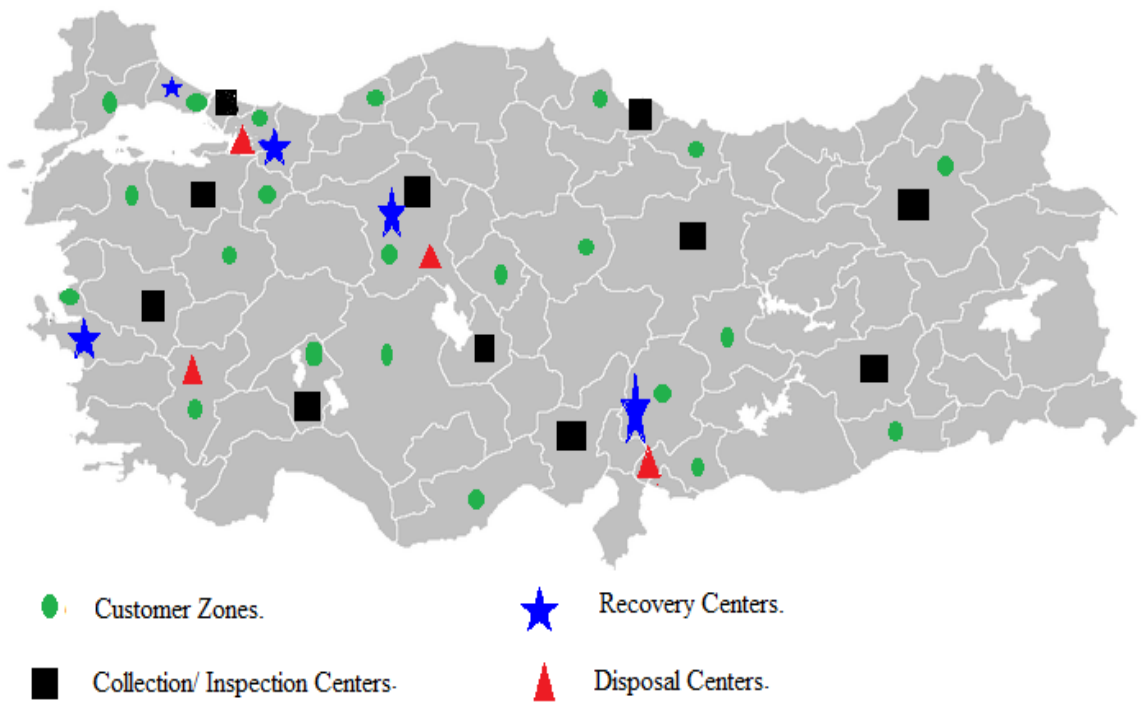 Customer Zones.
Recovery Centers.
Collection/ Inspection Centers-
Disposal Centers.